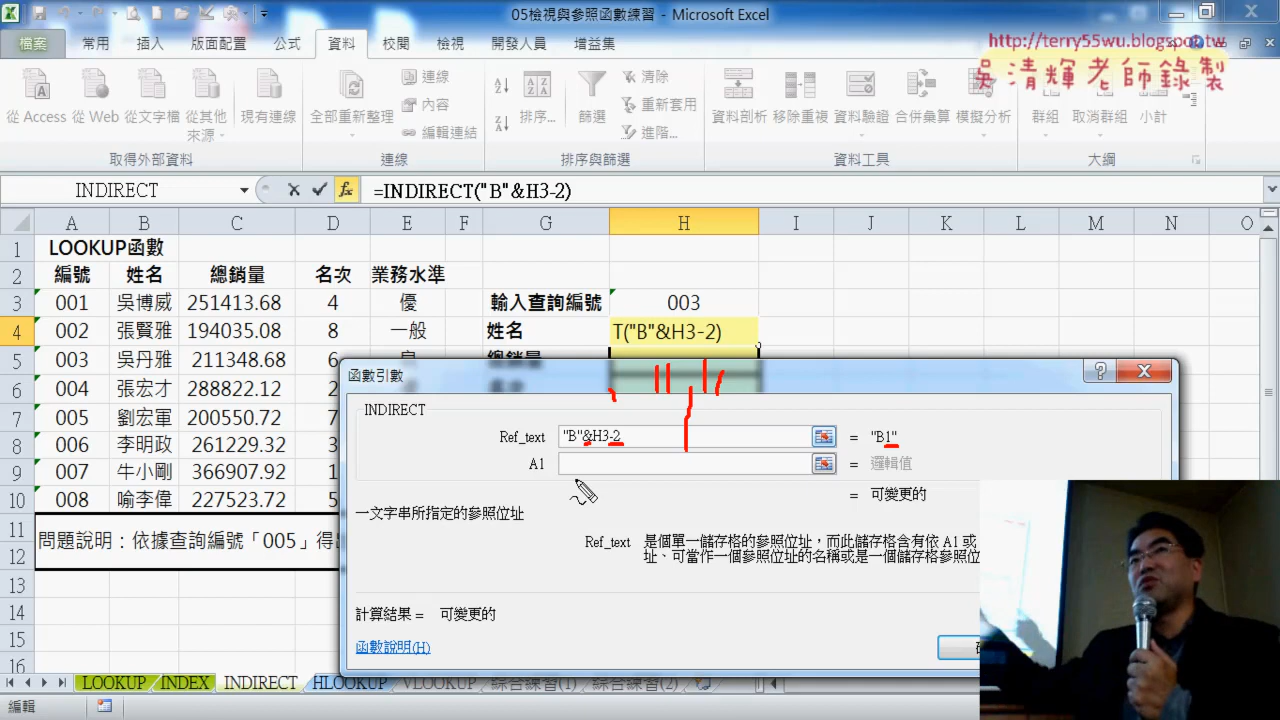 05檢視與參照函數練習 - Microsoft Excel
檔案 常用 插入 版面配置 公式 資料 校閱 檢視 開發人員 增益集
http://terry55wu.blogspot.tw
吳清輝老師錄製
從 Access 從 Web 從文字檔 從其他來源 現有連線 全部重新整理 連線 內容 編輯連結 排序... 篩選 清除 重新套用 進階... 資料剖析 移除重複 資料驗證 合併彙算 模擬分析 群組 取消群組 小計
取得外部資料 連線 排序與篩選 資料工具 大綱
INDIRECT =INDIRECT("B"&H3-2)
A B C D E F G H I J K L M N O
1 LOOKUP函數
2 編號 姓名 總銷量 名次 業務水準
3 001 吳博威 251413.68 4 優 輸入查詢編號 003
4 002 張賢雅 194035.08 8 一般 姓名 T("B"&H3-2)
5 003 吳丹雅 211348.68 6 良 總銷量
6 004 張宏才 288822.12 2
7 005 劉宏軍 200550.72 7
8 006 李明政 261229.32 3
9 007 牛小剛 366907.92 1
10 008 喻李偉 227523.72 5
11
問題說明：依據查詢編號「005」得
12
13
14
15
16
函數引數
INDIRECT
Ref_text "B"&H3-2 = "B1"
A1 = 邏輯值
= 可變更的
一文字串所指定的參照位址
Ref_text 是個單一儲存格的參照位址，而此儲存格含有依 A1 或
址、可當作一個參照位址的名稱或是一個儲存格參照位
計算結果 = 可變更的
函數說明(H)
LOOKUP INDEX INDIRECT HLOOKUP VLOOKUP 綜合練習(1) 綜合練習(2)
編輯